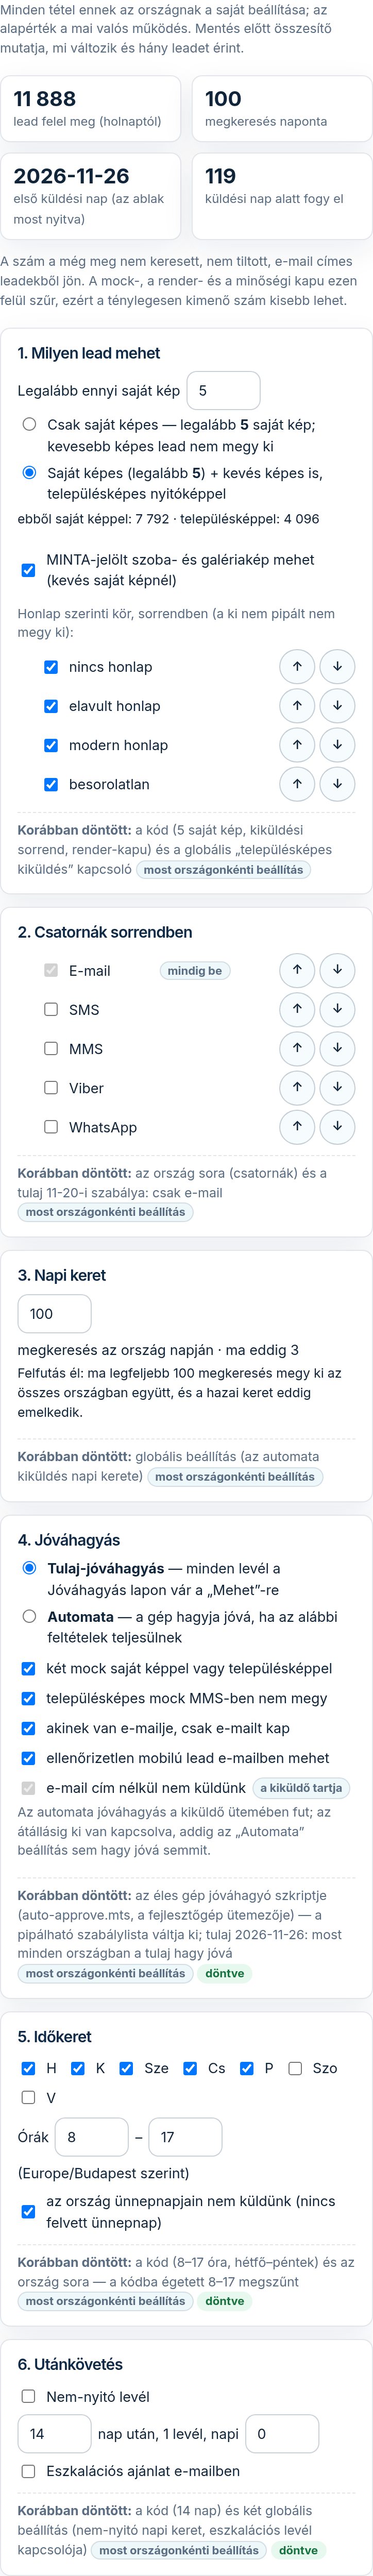 Minden tétel ennek az országnak a saját beállítása; az
alapérték a mai valós működés. Mentés előtt összesítő
mutatja, mi változik és hány leadet érint.
11 888
lead felel meg (holnaptól)
100
megkeresés naponta
2026-11-26
első küldési nap (az ablak
most nyitva)
119
küldési nap alatt fogy el
A szám a még meg nem keresett, nem tiltott, e-mail címes
leadekből jön. A mock-, a render- és a minőségi kapu ezen
felül szűr, ezért a ténylegesen kimenő szám kisebb lehet.
1. Milyen lead mehet
Legalább ennyi saját kép 5
Csak saját képes — legalább 5 saját kép;
kevesebb képes lead nem megy ki
Saját képes (legalább 5) + kevés képes is,
településképes nyitóképpel
ebből saját képpel: 7 792 · településképpel: 4 096
MINTA-jelölt szoba- és galériakép mehet
(kevés saját képnél)
Honlap szerinti kör, sorrendben (a ki nem pipált nem
megy ki):
nincs honlap ↑ ↓
elavult honlap ↑ ↓
modern honlap ↑ ↓
besorolatlan ↑ ↓
Korábban döntött: a kód (5 saját kép, kiküldési
sorrend, render-kapu) és a globális „településképes
kiküldés” kapcsoló most országonkénti beállítás
2. Csatornák sorrendben
E-mail mindig be ↑ ↓
SMS ↑ ↓
MMS ↑ ↓
Viber ↑ ↓
WhatsApp ↑ ↓
Korábban döntött: az ország sora (csatornák) és a
tulaj 11-20-i szabálya: csak e-mail
most országonkénti beállítás
3. Napi keret
100
megkeresés az ország napján · ma eddig 3
Felfutás él: ma legfeljebb 100 megkeresés megy ki az
összes országban együtt, és a hazai keret eddig
emelkedik.
Korábban döntött: globális beállítás (az automata
kiküldés napi kerete) most országonkénti beállítás
4. Jóváhagyás
Tulaj-jóváhagyás — minden levél a
Jóváhagyás lapon vár a „Mehet”-re
Automata — a gép hagyja jóvá, ha az alábbi
feltételek teljesülnek
két mock saját képpel vagy településképpel
településképes mock MMS-ben nem megy
akinek van e-mailje, csak e-mailt kap
ellenőrizetlen mobilú lead e-mailben mehet
e-mail cím nélkül nem küldünk a kiküldő tartja
Az automata jóváhagyás a kiküldő ütemében fut; az
átállásig ki van kapcsolva, addig az „Automata”
beállítás sem hagy jóvá semmit.
Korábban döntött: az éles gép jóváhagyó szkriptje
(auto-approve.mts, a fejlesztőgép ütemezője) — a
pipálható szabálylista váltja ki; tulaj 2026-11-26: most
minden országban a tulaj hagy jóvá
most országonkénti beállítás döntve
5. Időkeret
H K Sze Cs P Szo
V
Órák 8 – 17
(Europe/Budapest szerint)
az ország ünnepnapjain nem küldünk (nincs
felvett ünnepnap)
Korábban döntött: a kód (8–17 óra, hétfő–péntek) és az
ország sora — a kódba égetett 8–17 megszűnt
most országonkénti beállítás döntve
6. Utánkövetés
Nem-nyitó levél
14 nap után, 1 levél, napi 0
Eszkalációs ajánlat e-mailben
Korábban döntött: a kód (14 nap) és két globális
beállítás (nem-nyitó napi keret, eszkalációs levél
kapcsolója) most országonkénti beállítás döntve